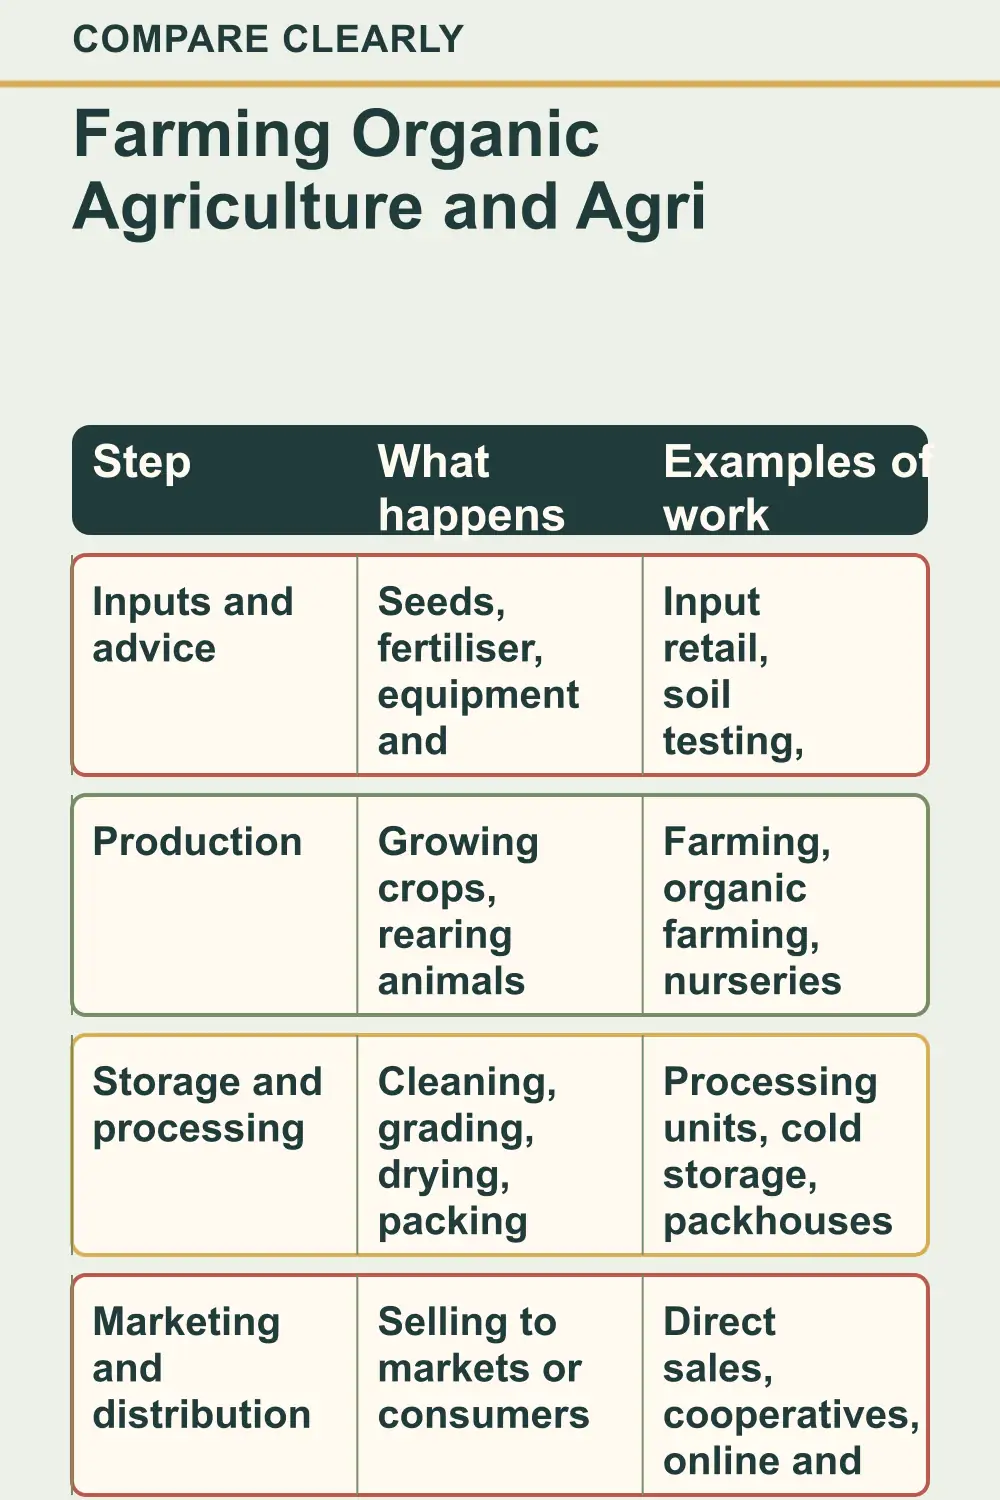 COMPARE CLEARLY
Farming Organic
Agriculture and Agri
Step
What
happens
Examples of
work
Inputs and
advice
Seeds,
fertiliser,
equipment
and
Input
retail,
soil
testing,
Production
Growing
crops,
rearing
animals
Farming,
organic
farming,
nurseries
Storage and
processing
Cleaning,
grading,
drying,
packing
Processing
units, cold
storage,
packhouses
Marketing
and
distribution
Selling to
markets or
consumers
Direct
sales,
cooperatives,
online and